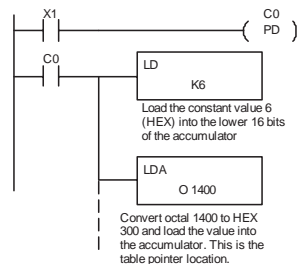 X1
C0
PD
C0
LD
K6
Load the constant value 6
(HEX) into the lower 16 bits
of the accumulator
LDA
O 1400
Convert octal 1400 to HEX
300 and load the value into
the accumulator. This is the
table pointer location.